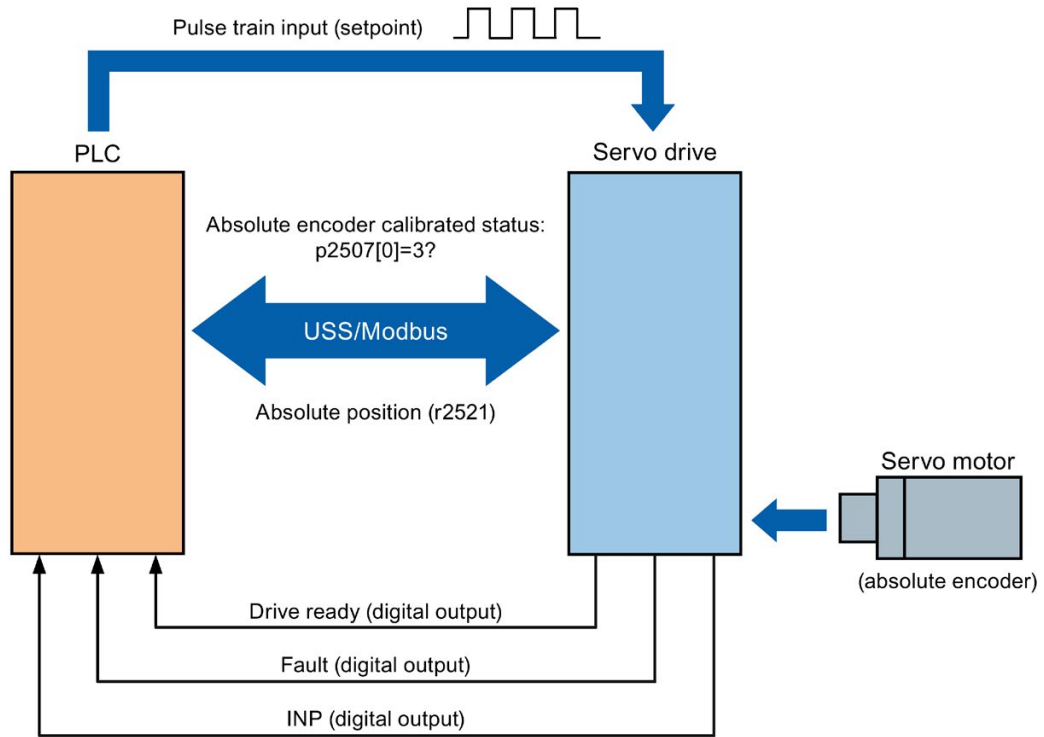 Pulse train input (setpoint)
PLC
Servo drive
Absolute encoder calibrated status:
p2507[0]=3?
USS/Modbus
Absolute position (r2521)
Servo motor
(absolute encoder)
Drive ready (digital output)
Fault (digital output)
INP (digital output)